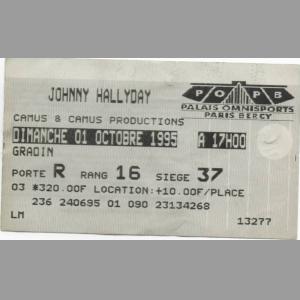 JOHNNY HALLYDAY
P O P B
PALAIS OMNISPORTS
PARIS BERCY
CAMUS & CAMUS PRODUCTIONS
DIMANCHE 01 OCTOBRE 1995 A 17H00
GRADIN
PORTE R RANG 16 SIEGE 37
03 *320.00F LOCATION:+10.00F/PLACE
236 240695 01 090 23134268
LM 13277